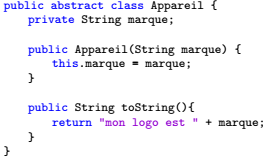 public abstract class Appareil {
    private String marque;

    public Appareil(String marque) {
        this.marque = marque;
    }

    public String toString(){
        return "mon logo est " + marque;
    }
}